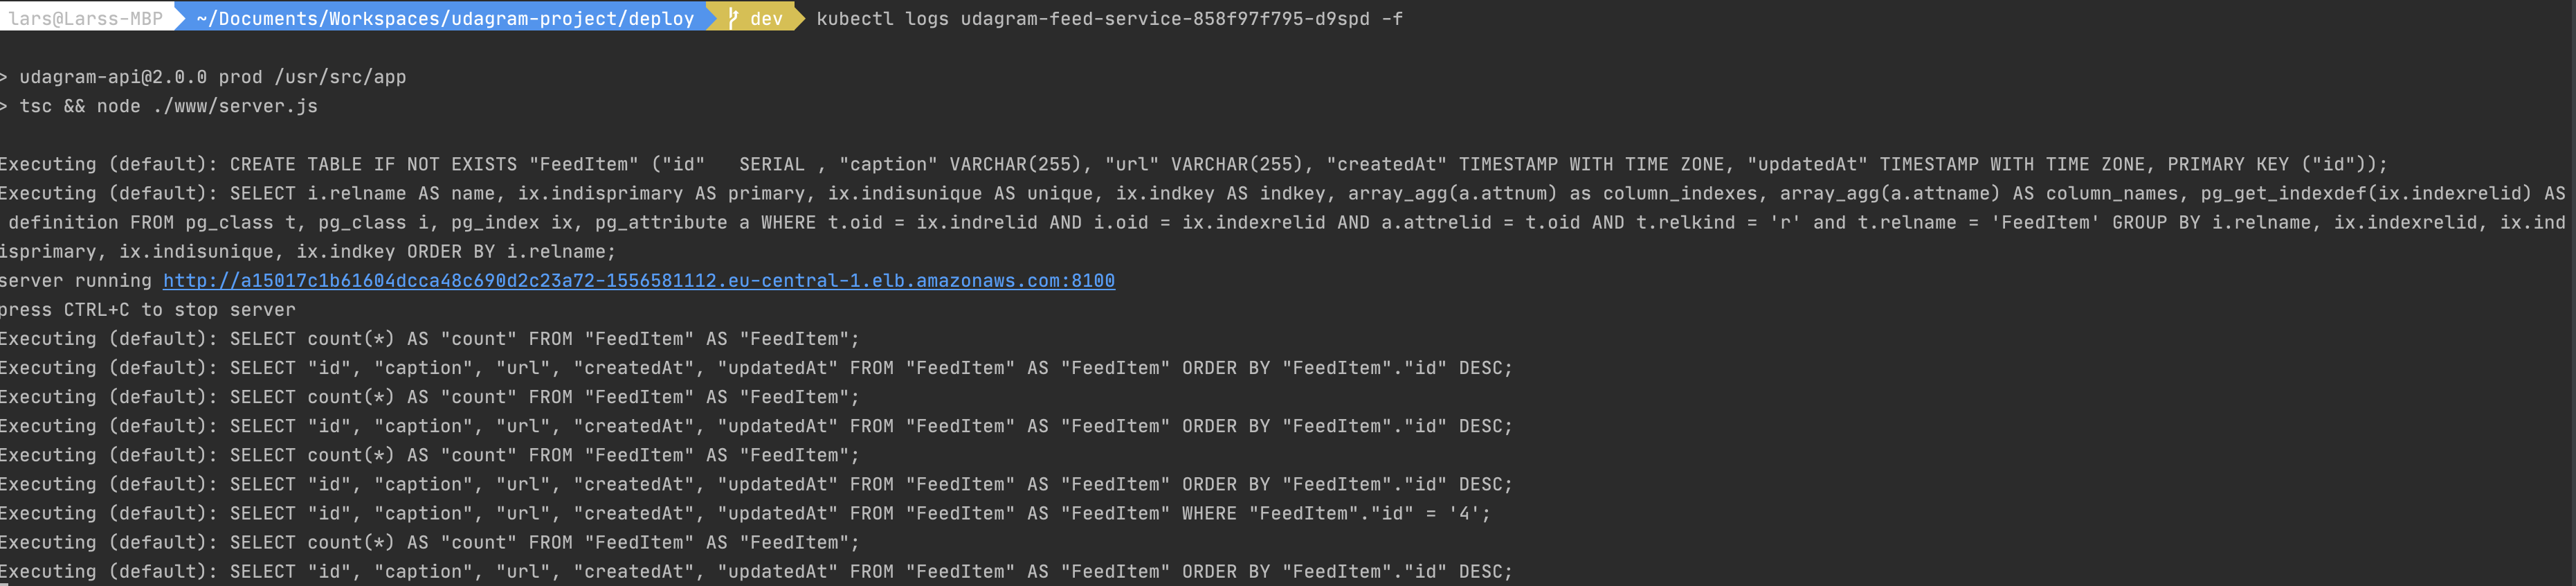 lars@Larss-MBP ~/Documents/Workspaces/udagram-project/deploy dev kubectl logs udagram-feed-service-858f97f795-d9spd -f
> udagram-api@2.0.0 prod /usr/src/app
> tsc && node ./www/server.js
Executing (default): CREATE TABLE IF NOT EXISTS "FeedItem" ("id"   SERIAL , "caption" VARCHAR(255), "url" VARCHAR(255), "createdAt" TIMESTAMP WITH TIME ZONE, "updatedAt" TIMESTAMP WITH TIME ZONE, PRIMARY KEY ("id"));
Executing (default): SELECT i.relname AS name, ix.indisprimary AS primary, ix.indisunique AS unique, ix.indkey AS indkey, array_agg(a.attnum) as column_indexes, array_agg(a.attname) AS column_names, pg_get_indexdef(ix.indexrelid) AS
definition FROM pg_class t, pg_class i, pg_index ix, pg_attribute a WHERE t.oid = ix.indrelid AND i.oid = ix.indexrelid AND a.attrelid = t.oid AND t.relkind = 'r' and t.relname = 'FeedItem' GROUP BY i.relname, ix.indexrelid, ix.ind
isprimary, ix.indisunique, ix.indkey ORDER BY i.relname;
server running http://a15017c1b61604dcca48c690d2c23a72-1556581112.eu-central-1.elb.amazonaws.com:8100
press CTRL+C to stop server
Executing (default): SELECT count(*) AS "count" FROM "FeedItem" AS "FeedItem";
Executing (default): SELECT "id", "caption", "url", "createdAt", "updatedAt" FROM "FeedItem" AS "FeedItem" ORDER BY "FeedItem"."id" DESC;
Executing (default): SELECT count(*) AS "count" FROM "FeedItem" AS "FeedItem";
Executing (default): SELECT "id", "caption", "url", "createdAt", "updatedAt" FROM "FeedItem" AS "FeedItem" ORDER BY "FeedItem"."id" DESC;
Executing (default): SELECT count(*) AS "count" FROM "FeedItem" AS "FeedItem";
Executing (default): SELECT "id", "caption", "url", "createdAt", "updatedAt" FROM "FeedItem" AS "FeedItem" ORDER BY "FeedItem"."id" DESC;
Executing (default): SELECT "id", "caption", "url", "createdAt", "updatedAt" FROM "FeedItem" AS "FeedItem" WHERE "FeedItem"."id" = '4';
Executing (default): SELECT count(*) AS "count" FROM "FeedItem" AS "FeedItem";
Executing (default): SELECT "id", "caption", "url", "createdAt", "updatedAt" FROM "FeedItem" AS "FeedItem" ORDER BY "FeedItem"."id" DESC;